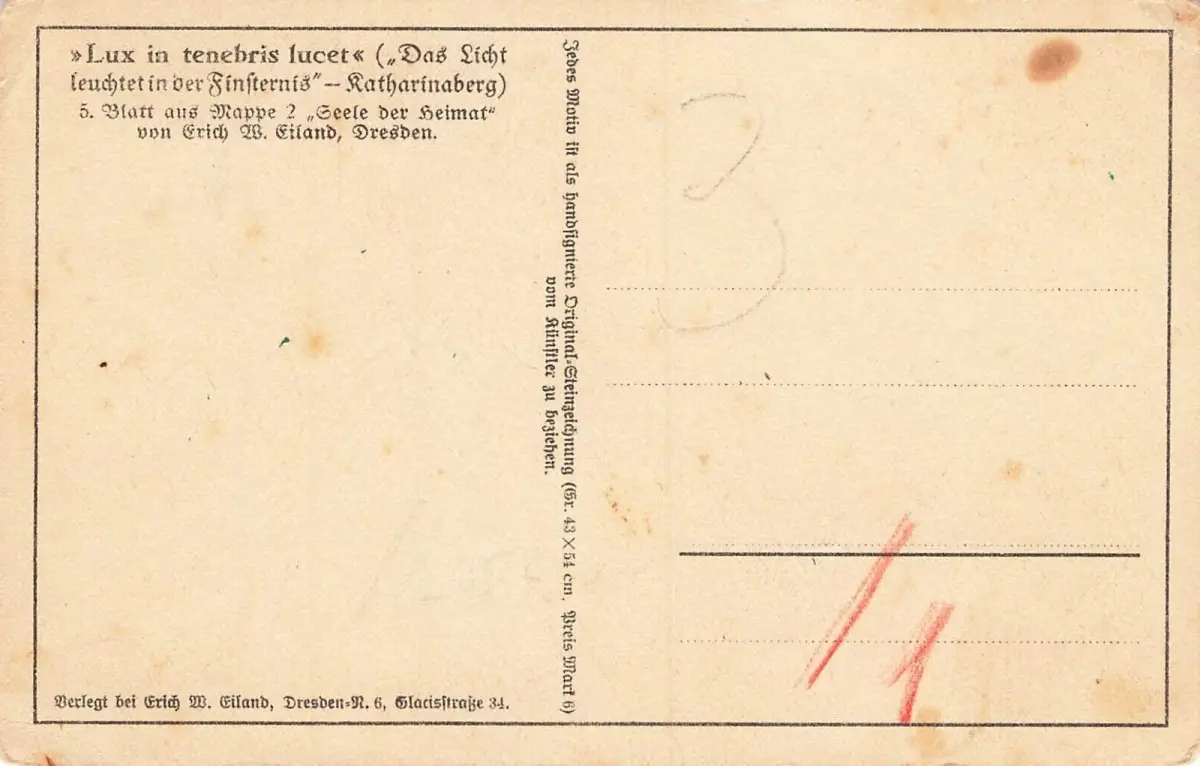 »Lux in tenebris lucet« („Das Licht
leuchtet in der Finsternis" – Katharinaberg)
5. Blatt aus Mappe 2 „Seele der Heimat"
von Erich W. Eiland, Dresden.
Jedes Motiv ist als handsignierte Original-Steinzeichnung (Gr. 43 × 54 cm. Preis Mark 6)
vom Künstler zu beziehen.
3
/1
Verlegt bei Erich W. Eiland, Dresden-N. 6, Glacisstraße 34.